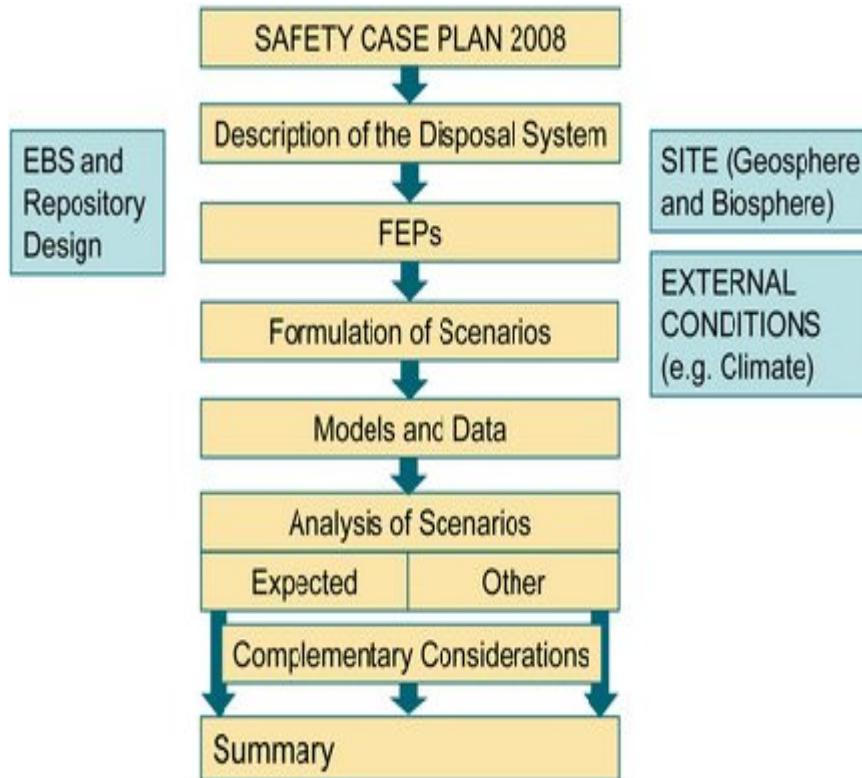 SAFETY CASE PLAN 2008
Description of the Disposal System
EBS and
Repository
Design
SITE (Geosphere
and Biosphere)
FEPs
EXTERNAL
CONDITIONS
(e.g. Climate)
Formulation of Scenarios
Models and Data
Analysis of Scenarios
Expected
Other
Complementary Considerations
Summary